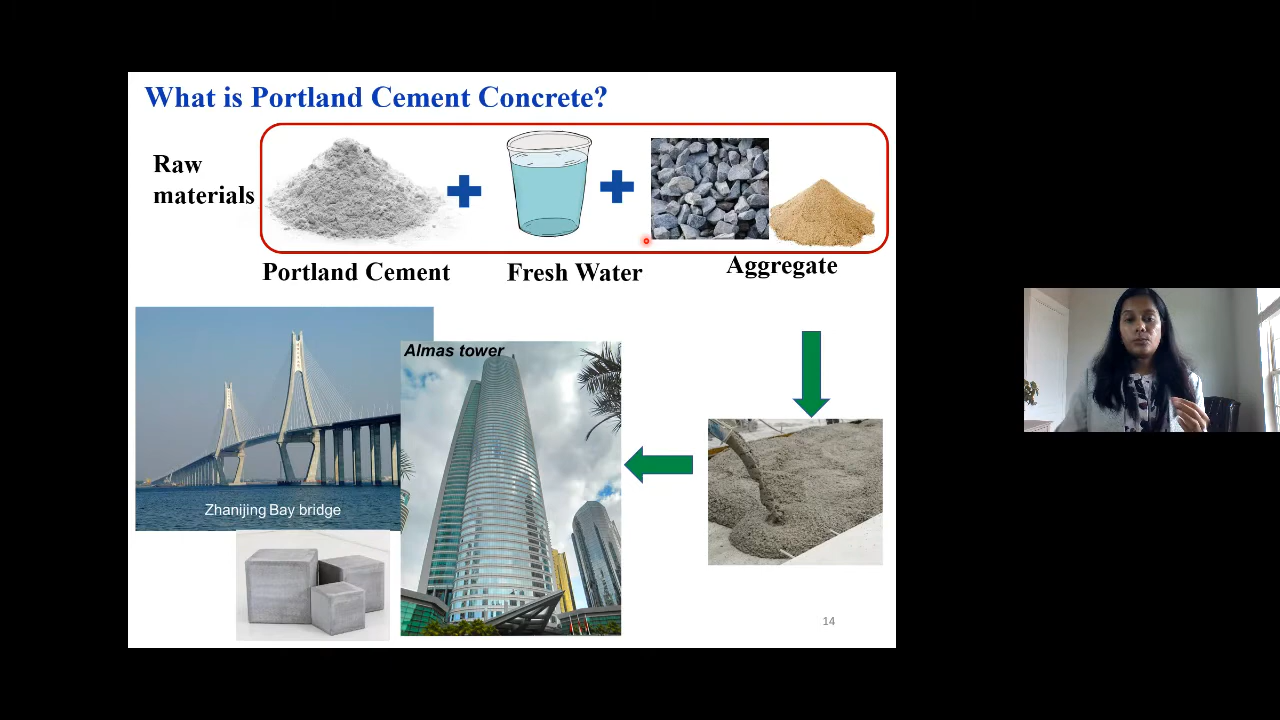 What is Portland Cement Concrete?
Raw
materials
Portland Cement
Fresh Water
Aggregate
Almas tower
Zhanijing Bay bridge
14